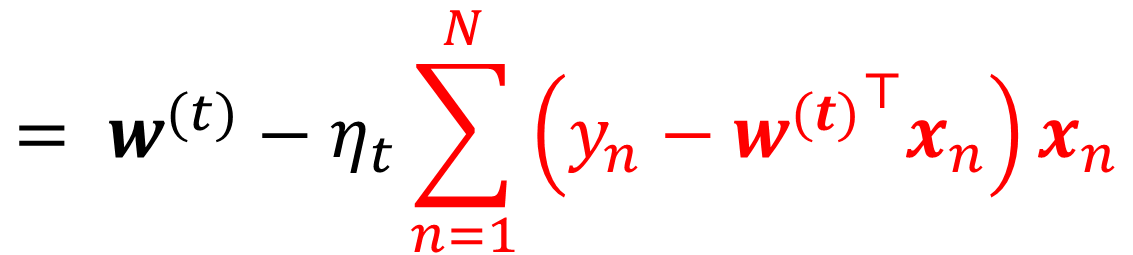 = w^(t) − η_t ∑_{n=1}^{N} (y_n − w^(t)^⊤ x_n) x_n